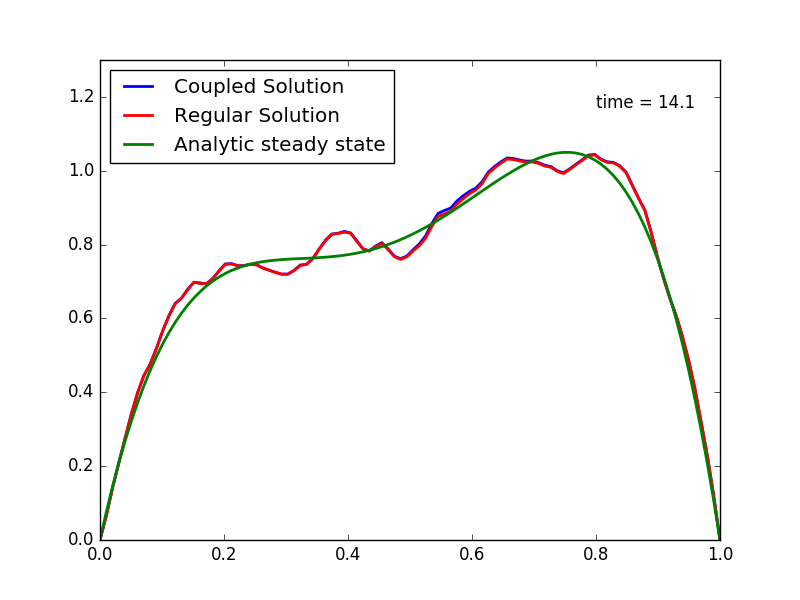 Coupled Solution
Regular Solution
Analytic steady state
time = 14.1
1.2
1.0
0.8
0.6
0.4
0.2
0.0
0.0 0.2 0.4 0.6 0.8 1.0